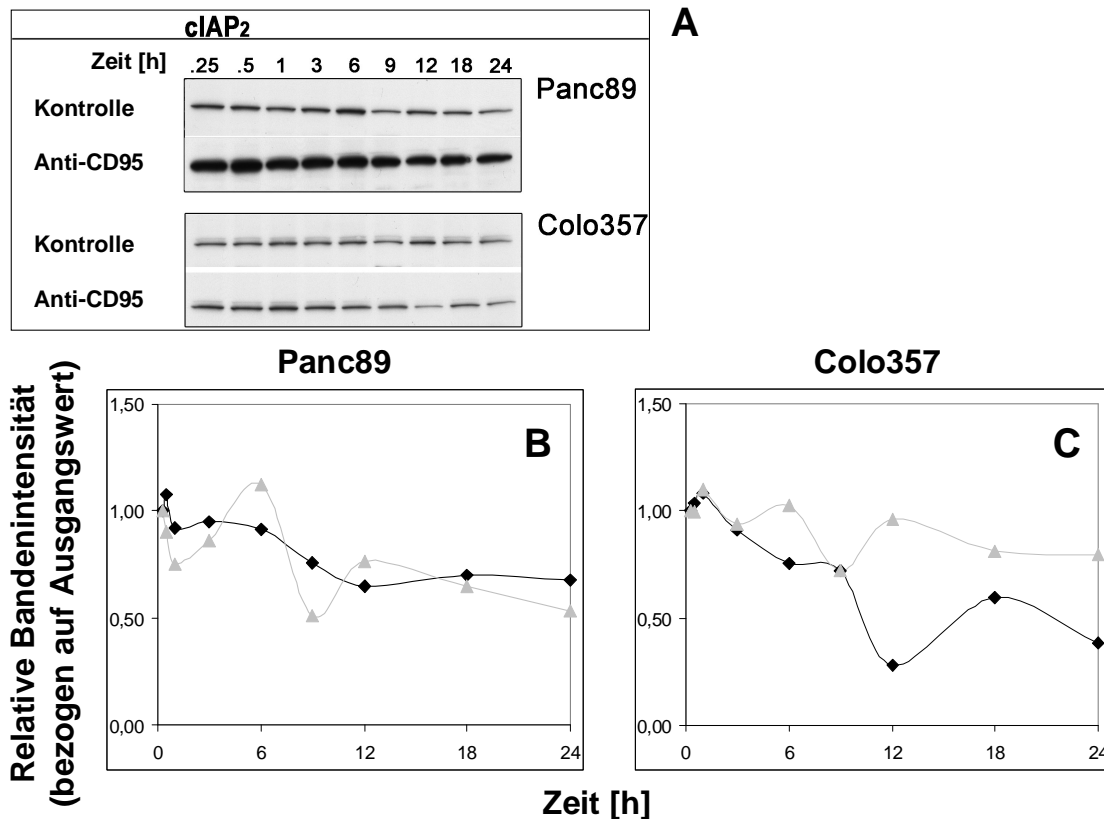 A
cIAP2
Zeit [h] .25 .5 1 3 6 9 12 18 24
Panc89
Kontrolle
Anti-CD95
Colo357
Kontrolle
Anti-CD95
Relative Bandenintensität
(bezogen auf Ausgangswert)
Panc89
B
1,50
1,00
0,50
0,00
0 6 12 18 24
Colo357
C
1,50
1,00
0,50
0,00
0 6 12 18 24
Zeit [h]